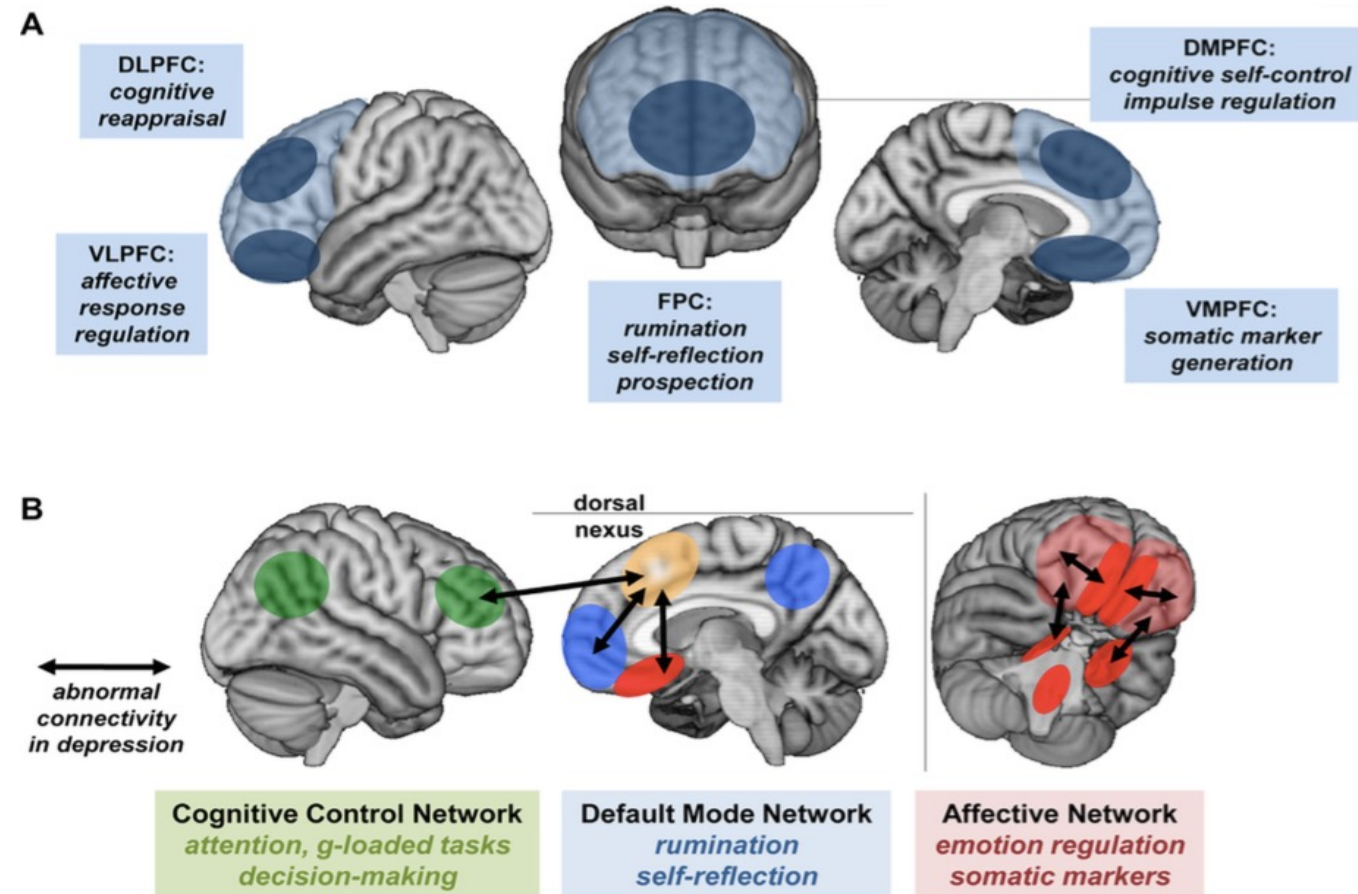 A
DLPFC:
cognitive
reappraisal
DMPFC:
cognitive self-control
impulse regulation
VLPFC:
affective
response
regulation
FPC:
rumination
self-reflection
prospection
VMPFC:
somatic marker
generation
B
dorsal
nexus
abnormal
connectivity
in depression
Cognitive Control Network
attention, g-loaded tasks
decision-making
Default Mode Network
rumination
self-reflection
Affective Network
emotion regulation
somatic markers